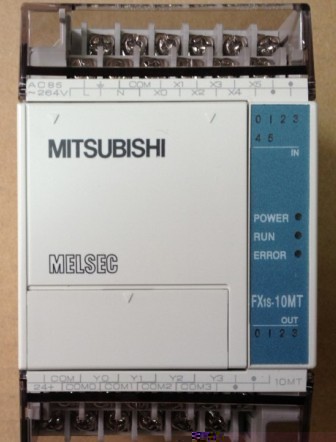 AC85 COM X1 X3 X5
~264V L N X0 X2 X4
MITSUBISHI
MELSEC
0 1 2 3
4 5
IN
POWER
RUN
ERROR
FX1S-10MT
OUT
0 1 2 3
COM Y0 Y1 Y2 Y3
24+ COM0 COM1 COM2 COM3 10MT